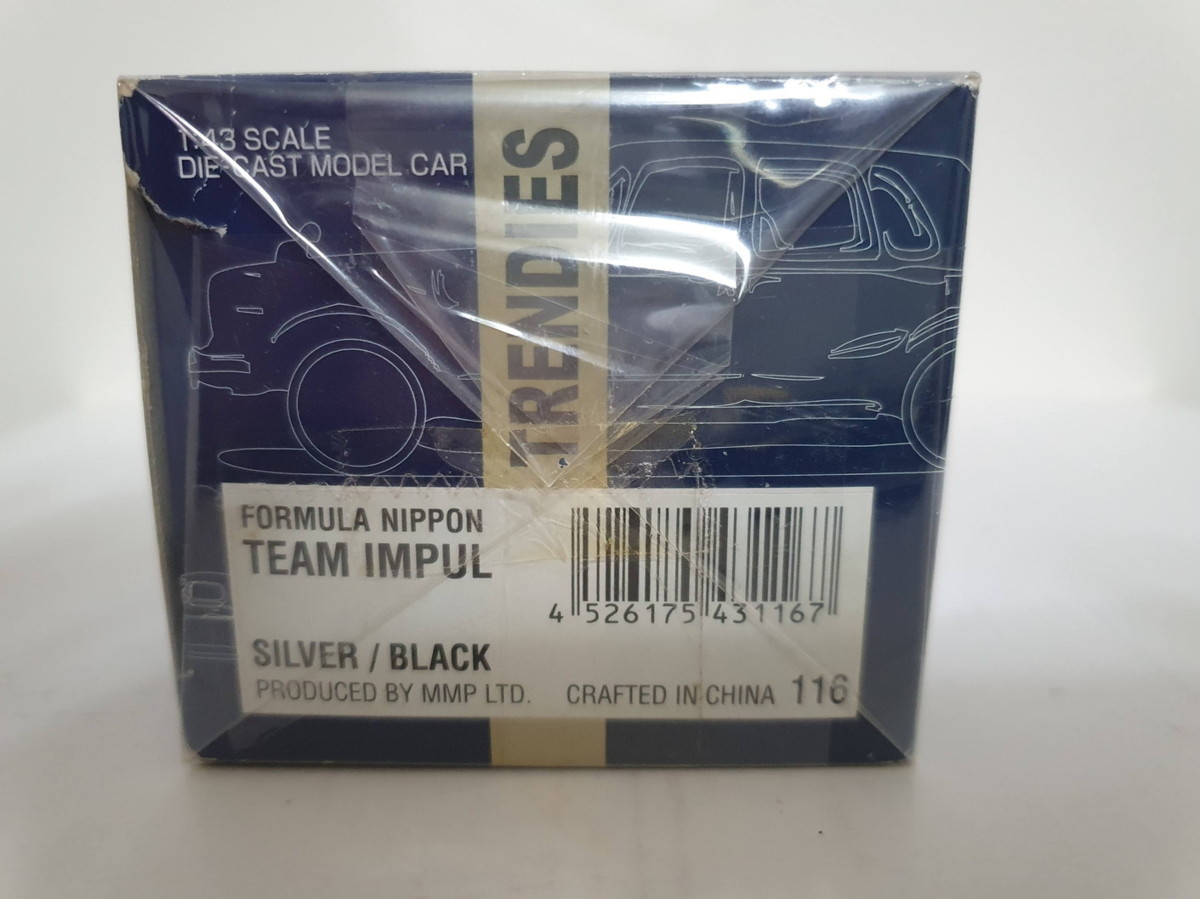 1:43 SCALE
DIE-CAST MODEL CAR
TRENDIES
FORMULA NIPPON
TEAM IMPUL
4 526175 431167
SILVER / BLACK
PRODUCED BY MMP LTD. CRAFTED IN CHINA 116